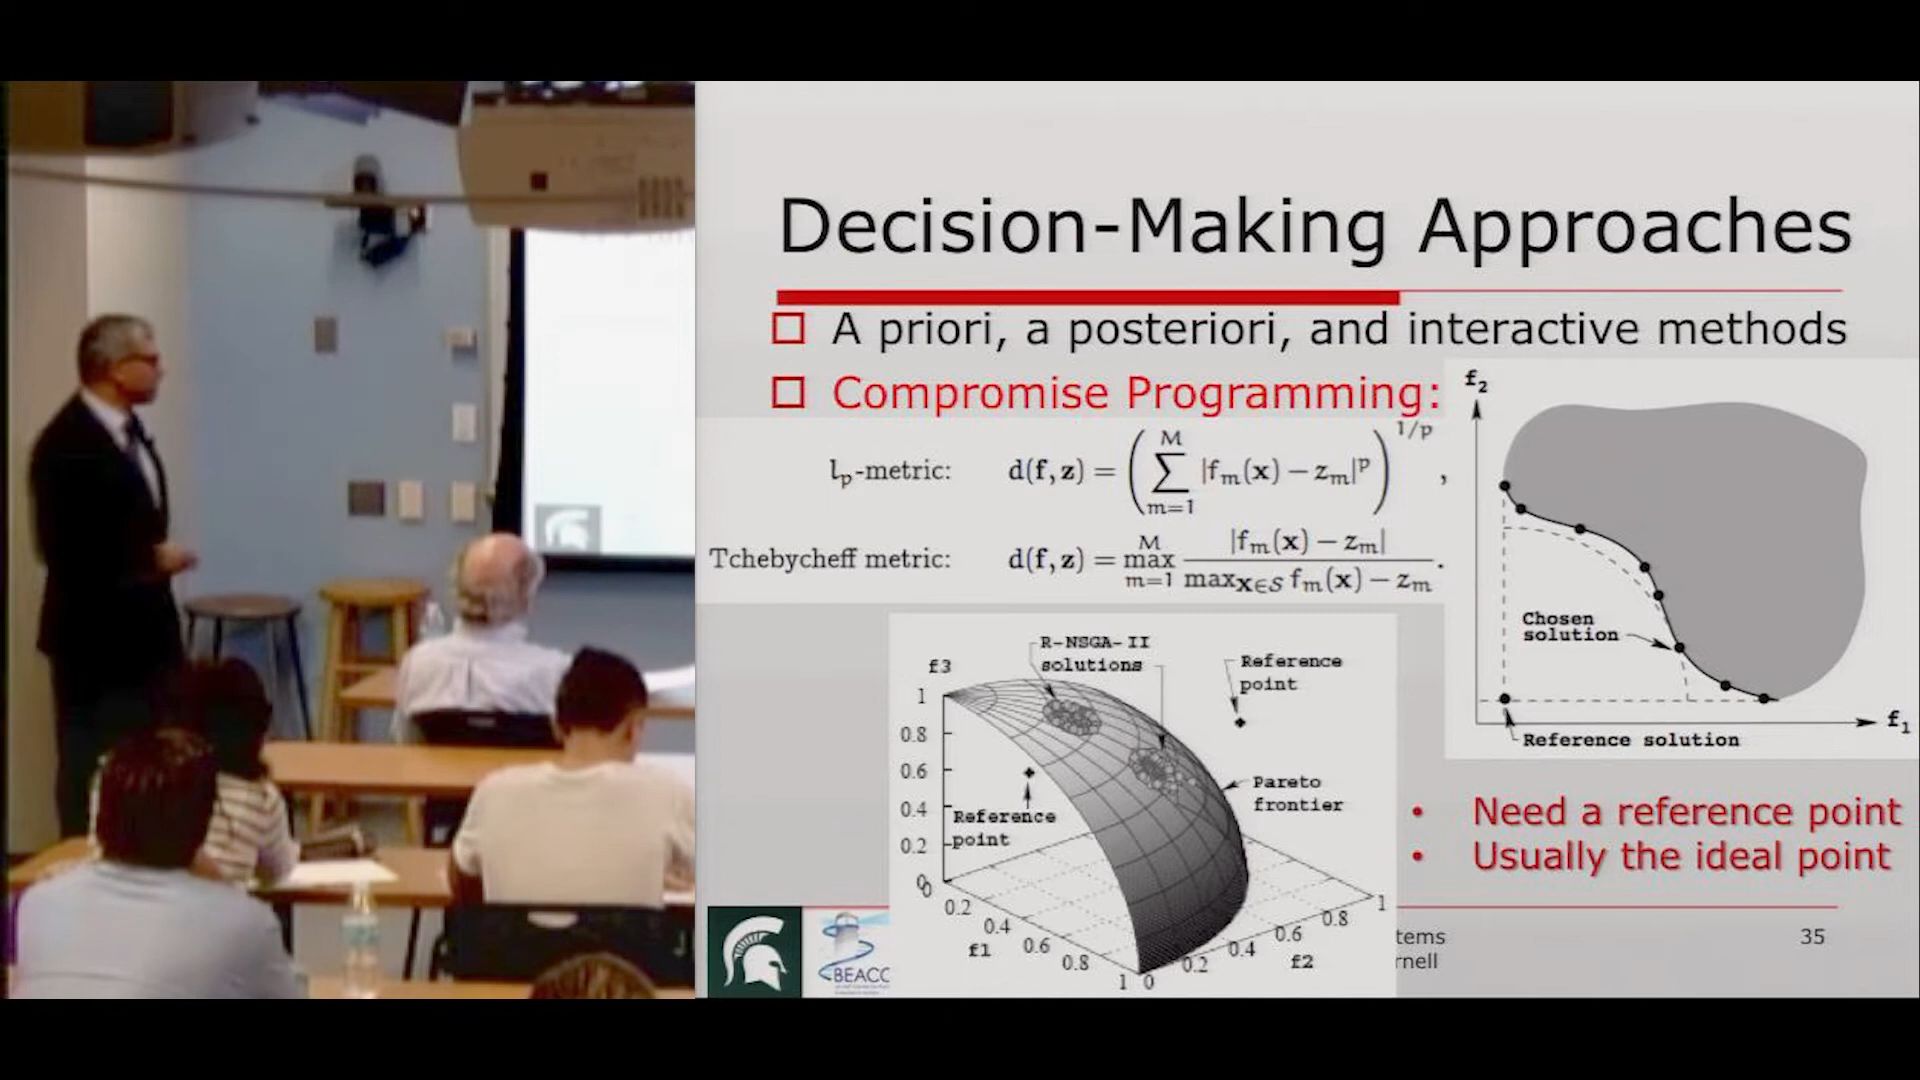 Decision-Making Approaches
A priori, a posteriori, and interactive methods
Compromise Programming:
lₚ-metric: d(f, z) = ( ∑_{m=1}^{M} |fₘ(x) − zₘ|^p )^{1/p} ,
Tchebycheff metric: d(f, z) = max_{m=1}^{M} |fₘ(x) − zₘ| / (max_{x∈S} fₘ(x) − zₘ) .
f₂
Chosen
solution
f₁
Reference solution
R-NSGA-II
solutions
Reference
point
f3
1
0.8
0.6
0.4
0.2
0
Reference
point
Pareto
frontier
0
0.2
0.4
0.6
0.8
1
f1
0
0.2
0.4
0.6
0.8
1
f2
• Need a reference point
• Usually the ideal point
BEACC
tems
rnell
35